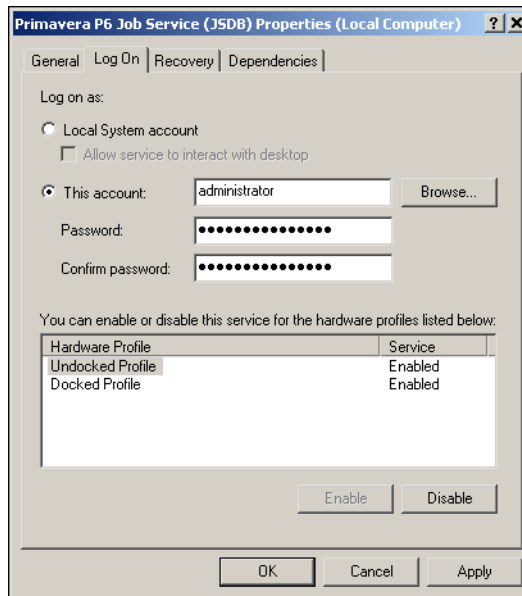 Primavera P6 Job Service (JSDB) Properties (Local Computer)
General Log On Recovery Dependencies
Log on as:
Local System account
Allow service to interact with desktop
This account: administrator Browse...
Password: ●●●●●●●●●●●●●●●
Confirm password: ●●●●●●●●●●●●●●●
You can enable or disable this service for the hardware profiles listed below:
Hardware Profile Service
Undocked Profile Enabled
Docked Profile Enabled
Enable Disable
OK Cancel Apply